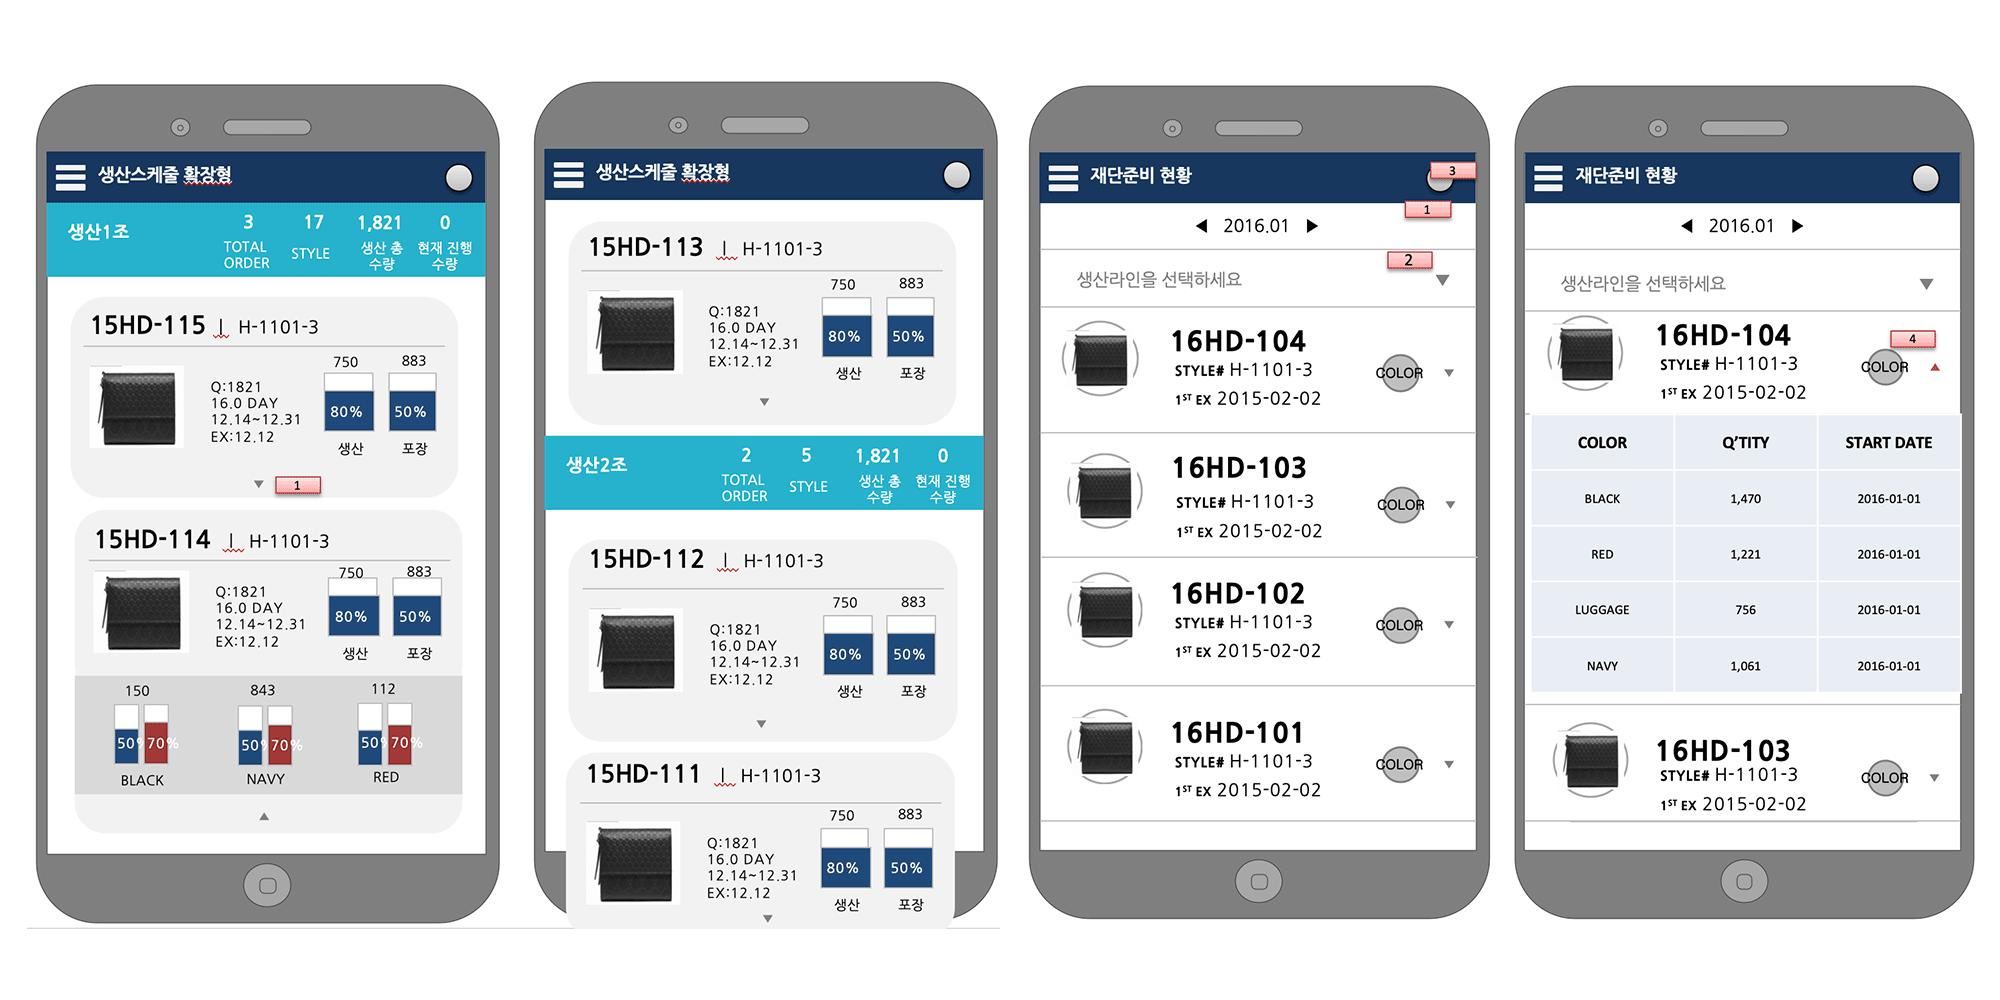 생산스케줄 확장형
생산1조
3
TOTAL
ORDER
17
STYLE
1,821
생산 총
수량
0
현재 진행
수량
15HD-115 | H-1101-3
Q:1821
16.0 DAY
12.14~12.31
EX:12.12
750
80%
생산
883
50%
포장
1
15HD-114 | H-1101-3
Q:1821
16.0 DAY
12.14~12.31
EX:12.12
750
80%
생산
883
50%
포장
150
50%
70%
BLACK
843
50%
70%
NAVY
112
50%
70%
RED
생산스케줄 확장형
15HD-113 | H-1101-3
Q:1821
16.0 DAY
12.14~12.31
EX:12.12
750
80%
생산
883
50%
포장
생산2조
2
TOTAL
ORDER
5
STYLE
1,821
생산 총
수량
0
현재 진행
수량
15HD-112 | H-1101-3
Q:1821
16.0 DAY
12.14~12.31
EX:12.12
750
80%
생산
883
50%
포장
15HD-111 | H-1101-3
Q:1821
16.0 DAY
12.14~12.31
EX:12.12
750
80%
생산
883
50%
포장
재단준비 현황
3
1
2016.01
2
생산라인을 선택하세요
16HD-104
STYLE# H-1101-3
1ST EX 2015-02-02
COLOR
16HD-103
STYLE# H-1101-3
1ST EX 2015-02-02
COLOR
16HD-102
STYLE# H-1101-3
1ST EX 2015-02-02
COLOR
16HD-101
STYLE# H-1101-3
1ST EX 2015-02-02
COLOR
재단준비 현황
2016.01
생산라인을 선택하세요
16HD-104
STYLE# H-1101-3
1ST EX 2015-02-02
4
COLOR
COLOR Q'TITY START DATE
BLACK 1,470 2016-01-01
RED 1,221 2016-01-01
LUGGAGE 756 2016-01-01
NAVY 1,061 2016-01-01
16HD-103
STYLE# H-1101-3
1ST EX 2015-02-02
COLOR